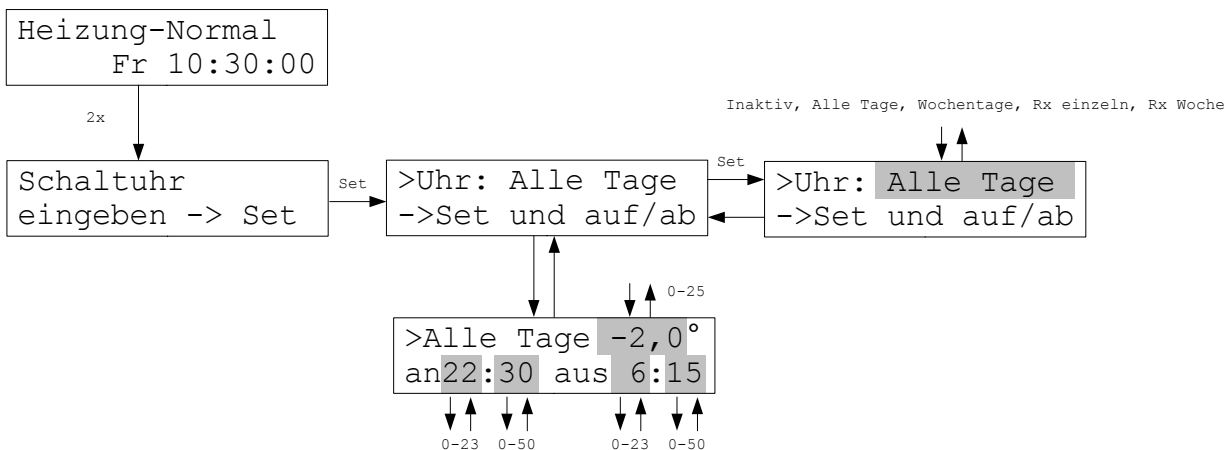 Heizung-Normal
Fr 10:30:00
2x
Inaktiv, Alle Tage, Wochentage, Rx einzeln, Rx Woche
Schaltuhr
eingeben -> Set
Set
>Uhr: Alle Tage
->Set und auf/ab
Set
>Uhr: Alle Tage
->Set und auf/ab
0-25
>Alle Tage -2,0°
an22:30 aus 6:15
0-23 0-50 0-23 0-50